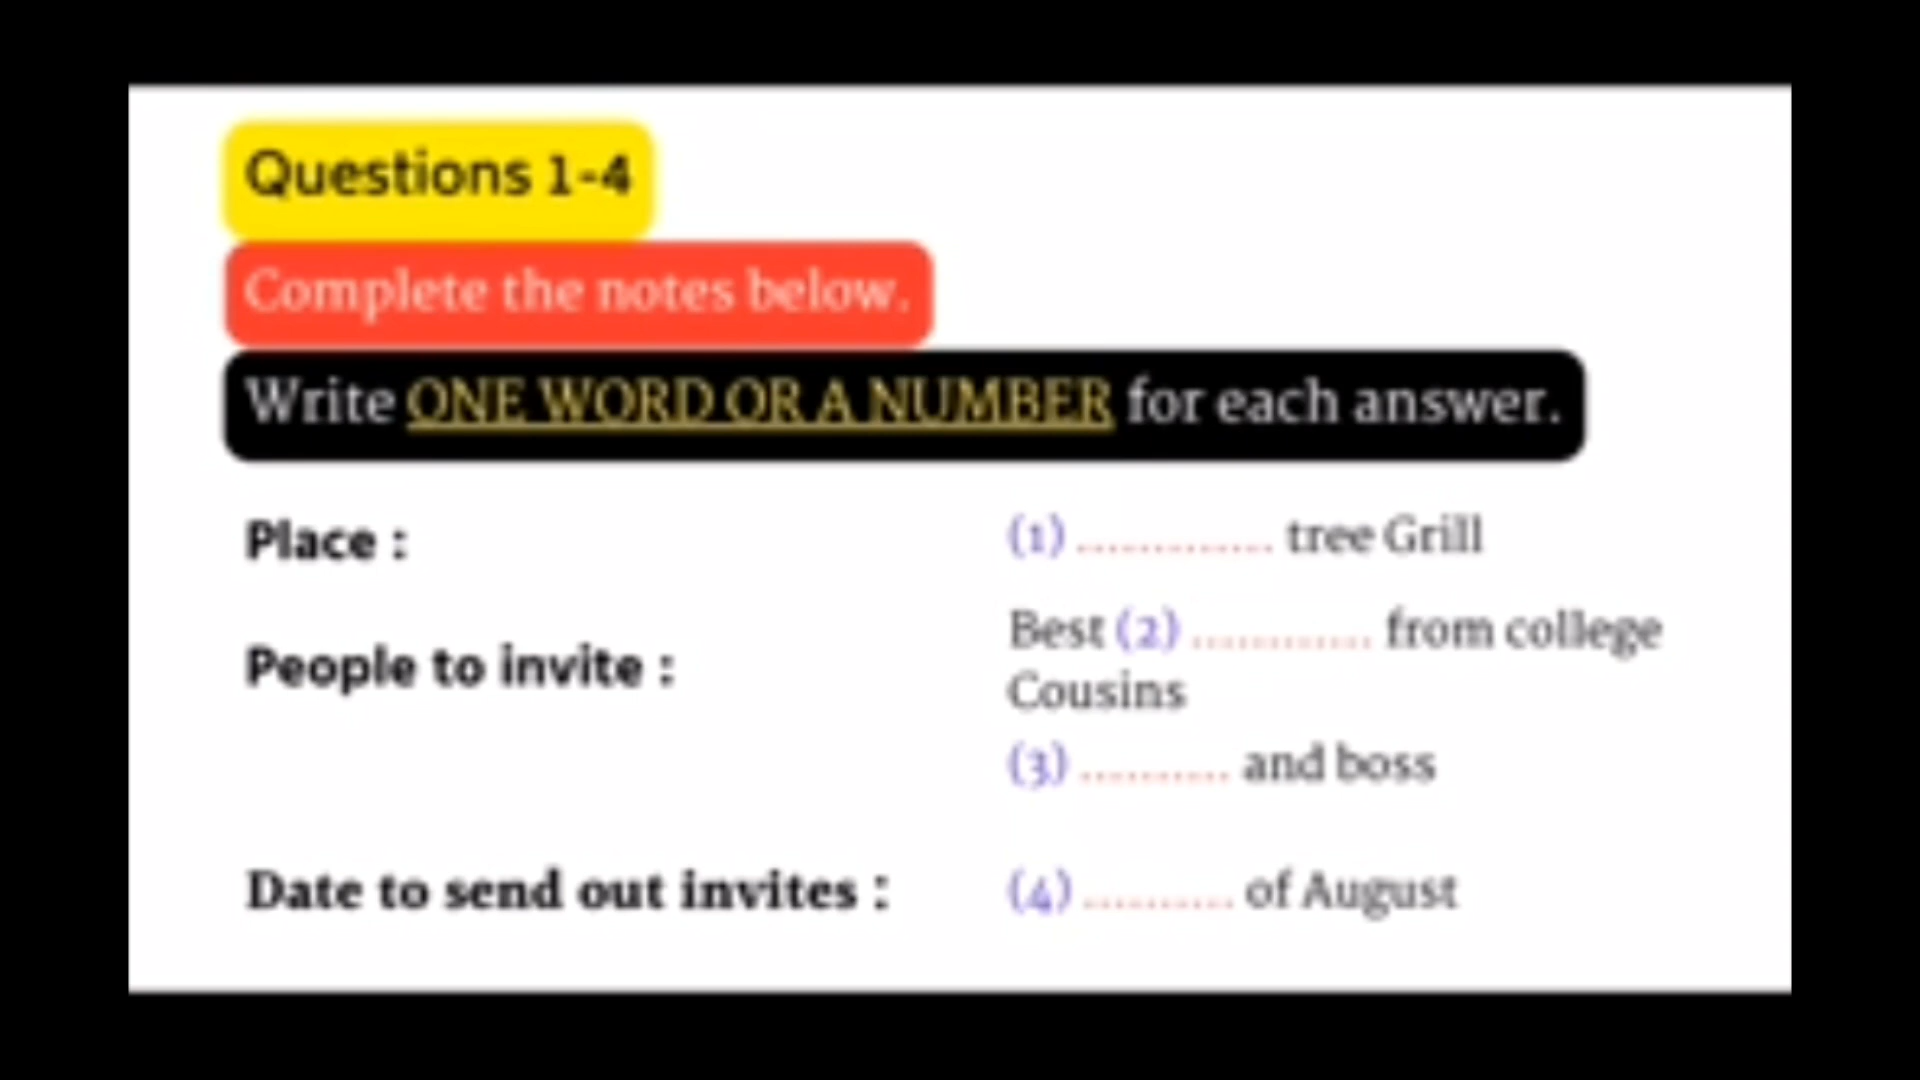 Questions 1-4
Complete the notes below.
Write ONE WORD OR A NUMBER for each answer.
Place :
(1) .............. tree Grill
People to invite :
Best (2) ............. from college
Cousins
(3) ........... and boss
Date to send out invites :
(4) ........... of August